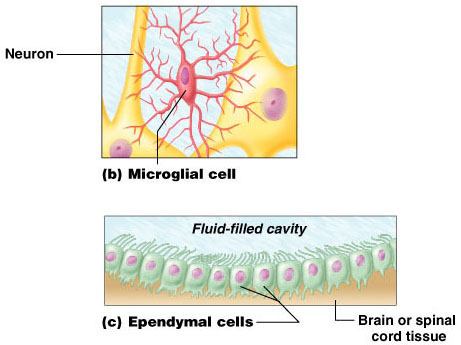 Neuron
(b) Microglial cell
Fluid-filled cavity
(c) Ependymal cells
Brain or spinal
cord tissue